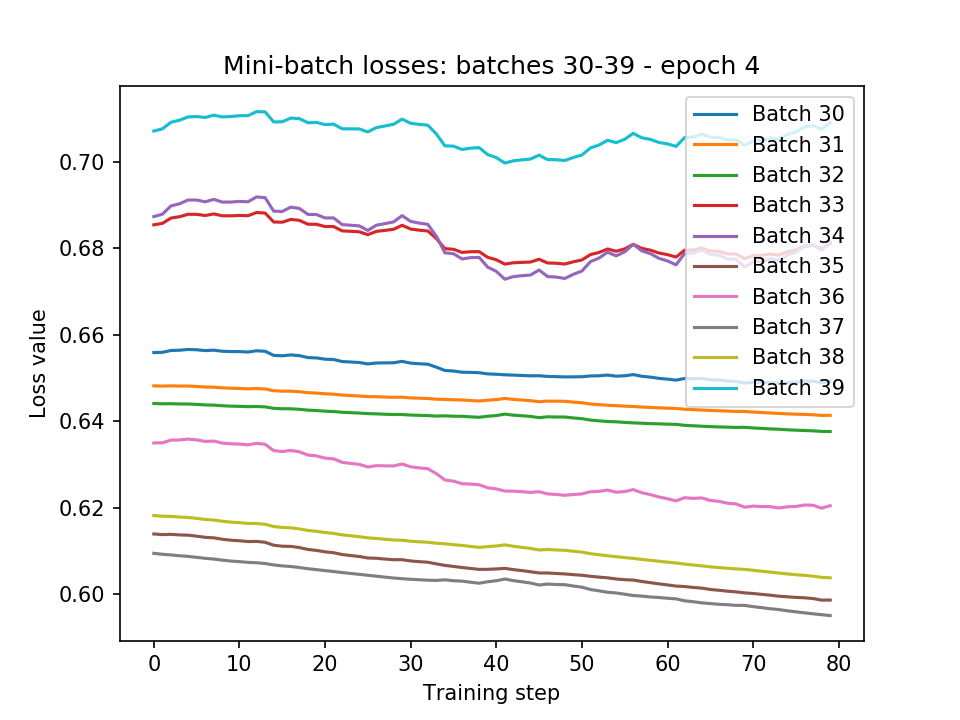 Mini-batch losses: batches 30-39 - epoch 4
Batch 30
Batch 31
Batch 32
Batch 33
Batch 34
Batch 35
Batch 36
Batch 37
Batch 38
Batch 39
Loss value
0.70
0.68
0.66
0.64
0.62
0.60
0 10 20 30 40 50 60 70 80
Training step